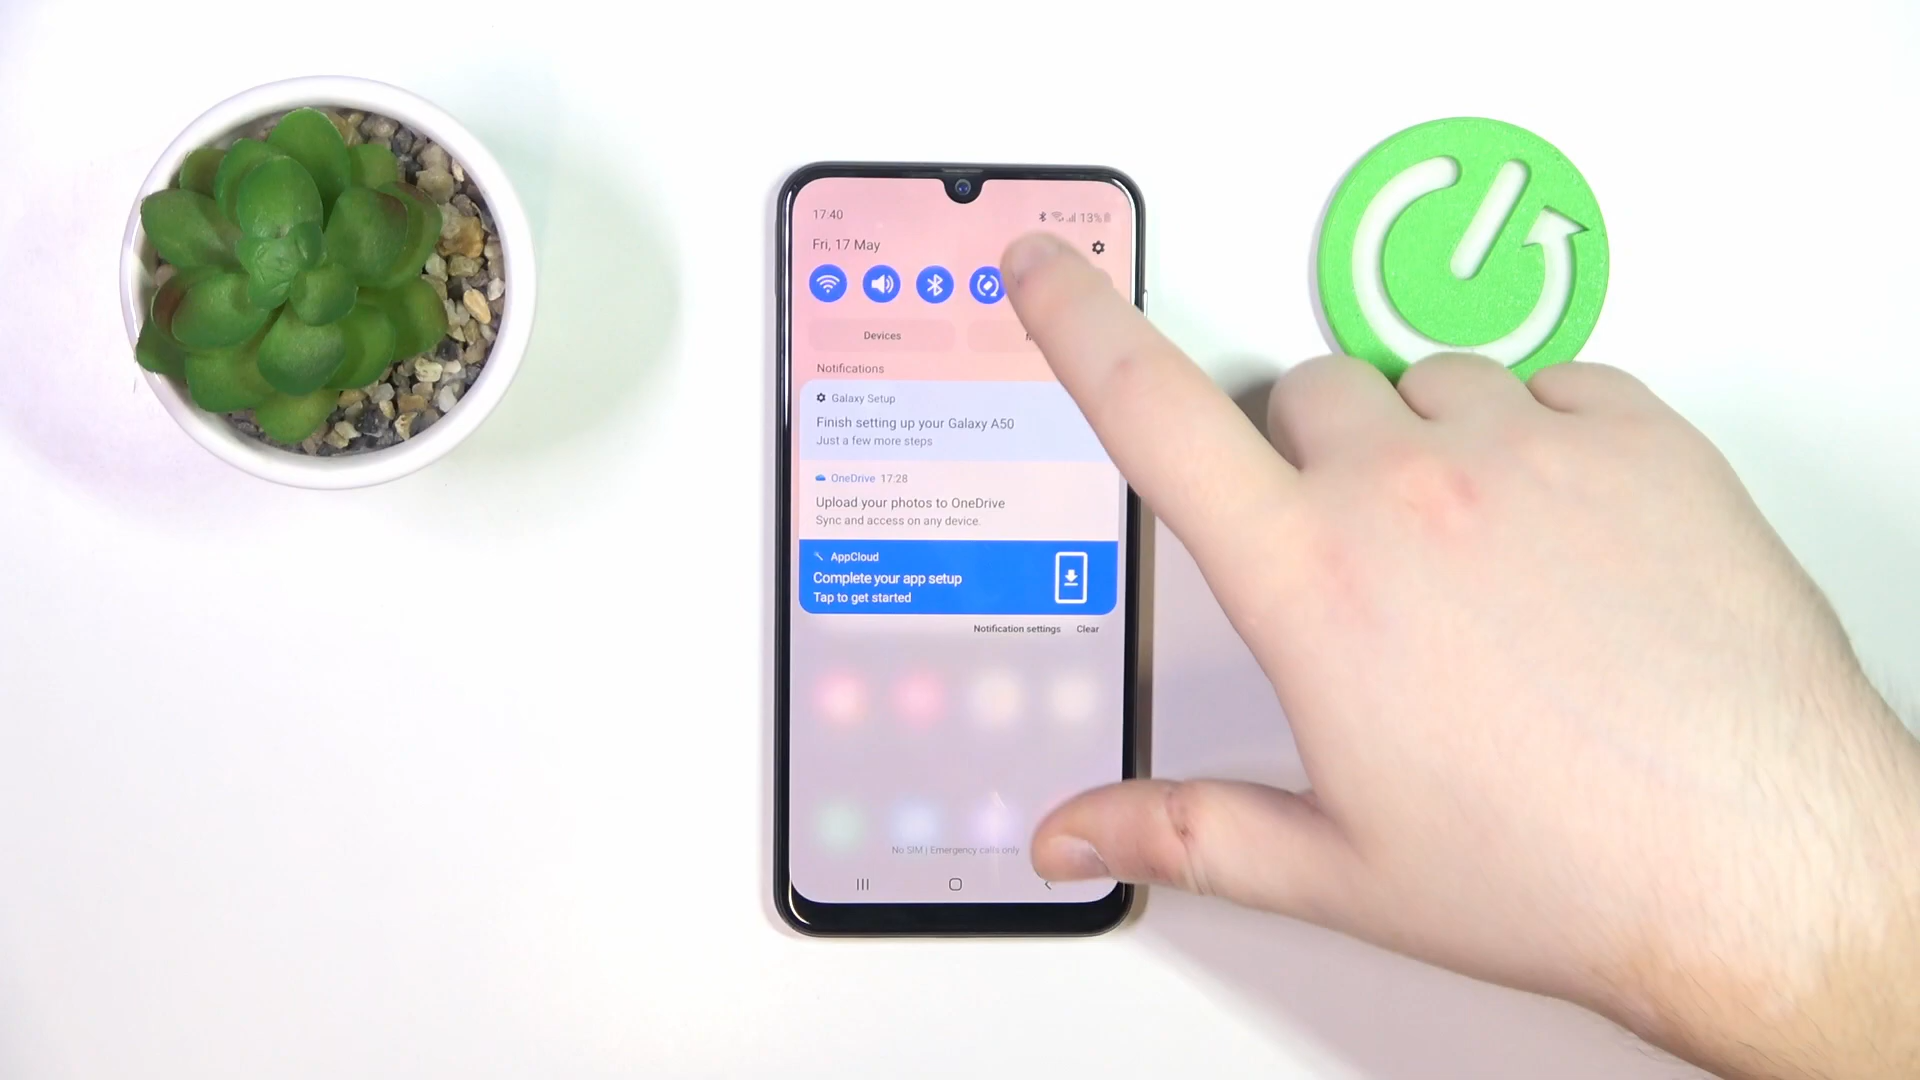 17:40
13%
Fri, 17 May
Devices
Notifications
Galaxy Setup
Finish setting up your Galaxy A50
Just a few more steps
OneDrive 17:28
Upload your photos to OneDrive
Sync and access on any device.
AppCloud
Complete your app setup
Tap to get started
Notification settings Clear
No SIM | Emergency calls only